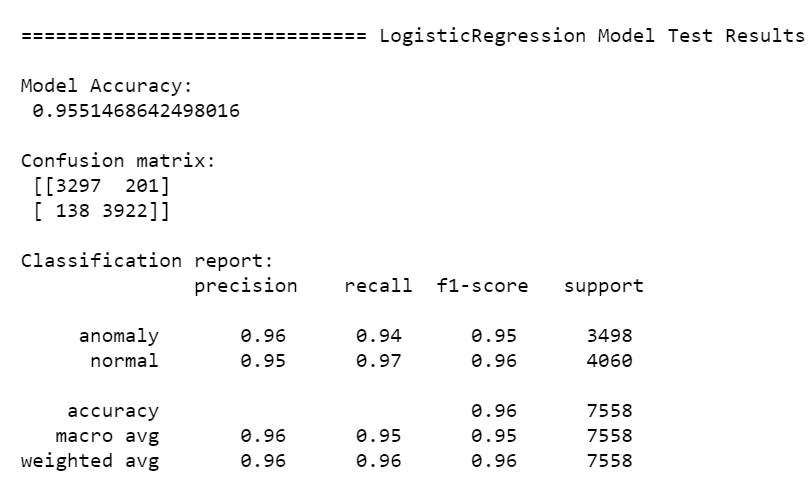 ============================== LogisticRegression Model Test Results
Model Accuracy:
0.9551468642498016
Confusion matrix:
[[3297  201]
[ 138 3922]]
Classification report:
precision    recall  f1-score   support
anomaly       0.96      0.94      0.95      3498
normal       0.95      0.97      0.96      4060
accuracy                           0.96      7558
macro avg       0.96      0.95      0.95      7558
weighted avg       0.96      0.96      0.96      7558